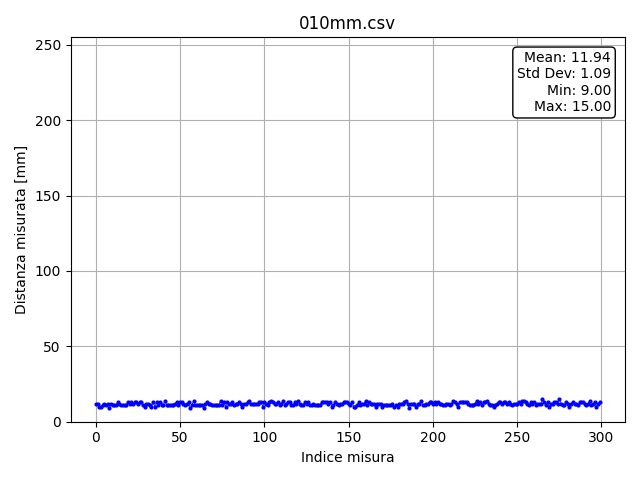 010mm.csv
Mean: 11.94
Std Dev: 1.09
Min: 9.00
Max: 15.00
Distanza misurata [mm]
250
200
150
100
50
0
0 50 100 150 200 250 300
Indice misura